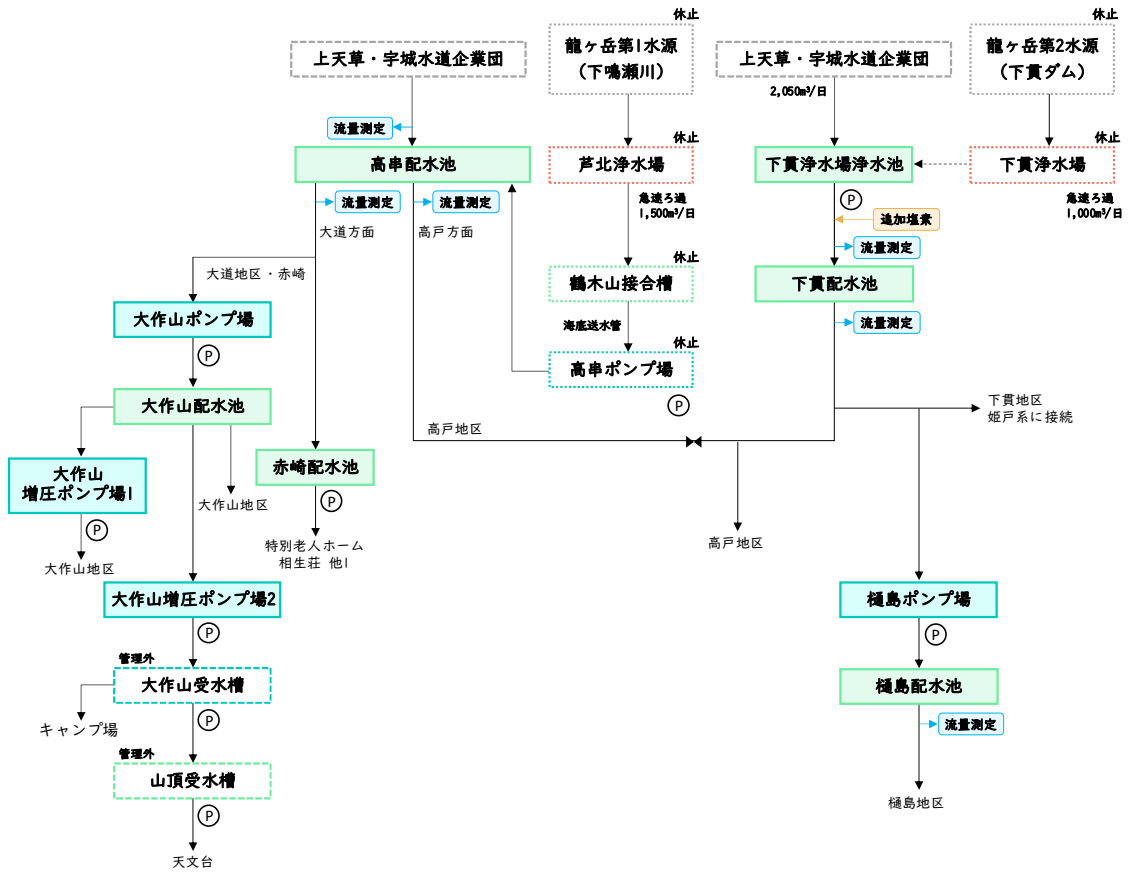 休止
休止
上天草・宇城水道企業団
龍ヶ岳第1水源
（下鳴瀬川）
上天草・宇城水道企業団
龍ヶ岳第2水源
（下貫ダム）
2,050m³/日
流量測定
休止
休止
高串配水池
芦北浄水場
下貫浄水場浄水池
下貫浄水場
流量測定
流量測定
急速ろ過
1,500m³/日
P
急速ろ過
1,000m³/日
追加塩素
大道方面
高戸方面
流量測定
休止
大道地区・赤崎
鶴木山接合槽
下貫配水池
大作山ポンプ場
海底送水管
流量測定
休止
P
高串ポンプ場
大作山配水池
P
下貫地区
姫戸系に接続
高戸地区
大作山
増圧ポンプ場1
赤崎配水池
大作山地区
P
P
特別老人ホーム
相生荘 他1
高戸地区
大作山地区
大作山増圧ポンプ場2
樋島ポンプ場
P
P
管理外
大作山受水槽
樋島配水池
キャンプ場
P
流量測定
管理外
山頂受水槽
樋島地区
P
天文台